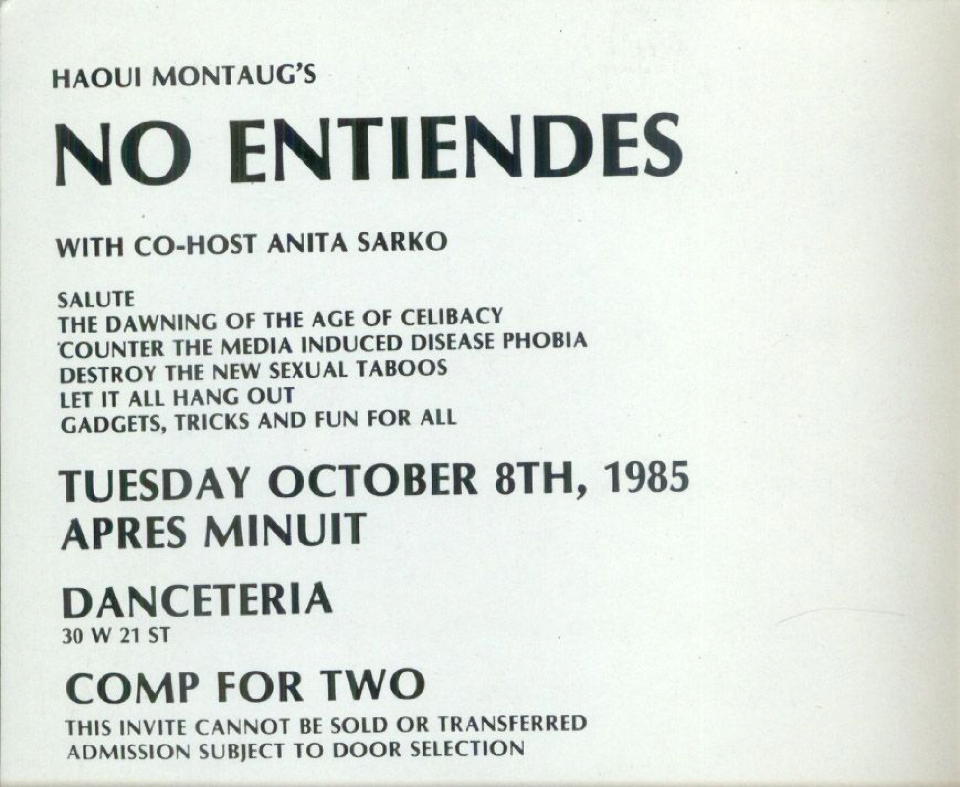 HAOUI MONTAUG'S
NO ENTIENDES
WITH CO-HOST ANITA SARKO
SALUTE
THE DAWNING OF THE AGE OF CELIBACY
COUNTER THE MEDIA INDUCED DISEASE PHOBIA
DESTROY THE NEW SEXUAL TABOOS
LET IT ALL HANG OUT
GADGETS, TRICKS AND FUN FOR ALL
TUESDAY OCTOBER 8TH, 1985
APRES MINUIT
DANCETERIA
30 W 21 ST
COMP FOR TWO
THIS INVITE CANNOT BE SOLD OR TRANSFERRED
ADMISSION SUBJECT TO DOOR SELECTION